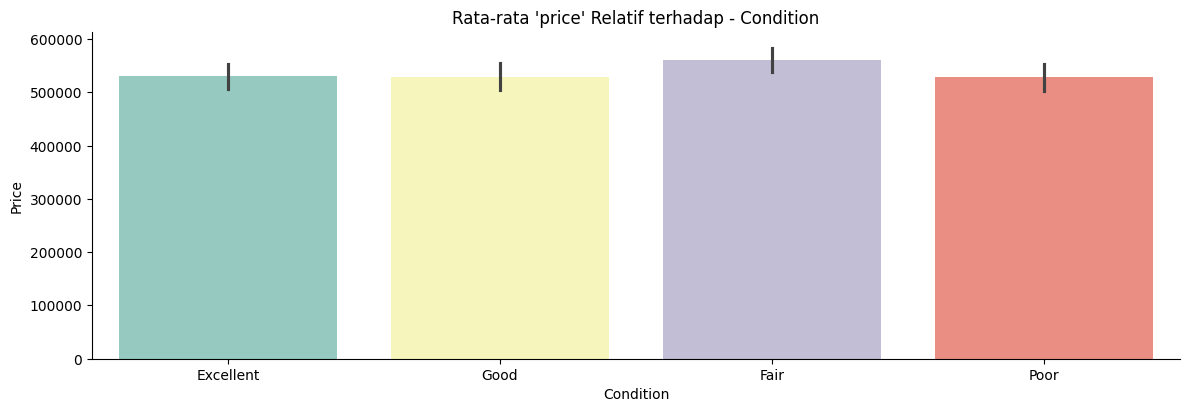 Rata-rata 'price' Relatif terhadap - Condition
600000
500000
400000
300000
200000
100000
0
Price
Excellent Good Fair Poor
Condition